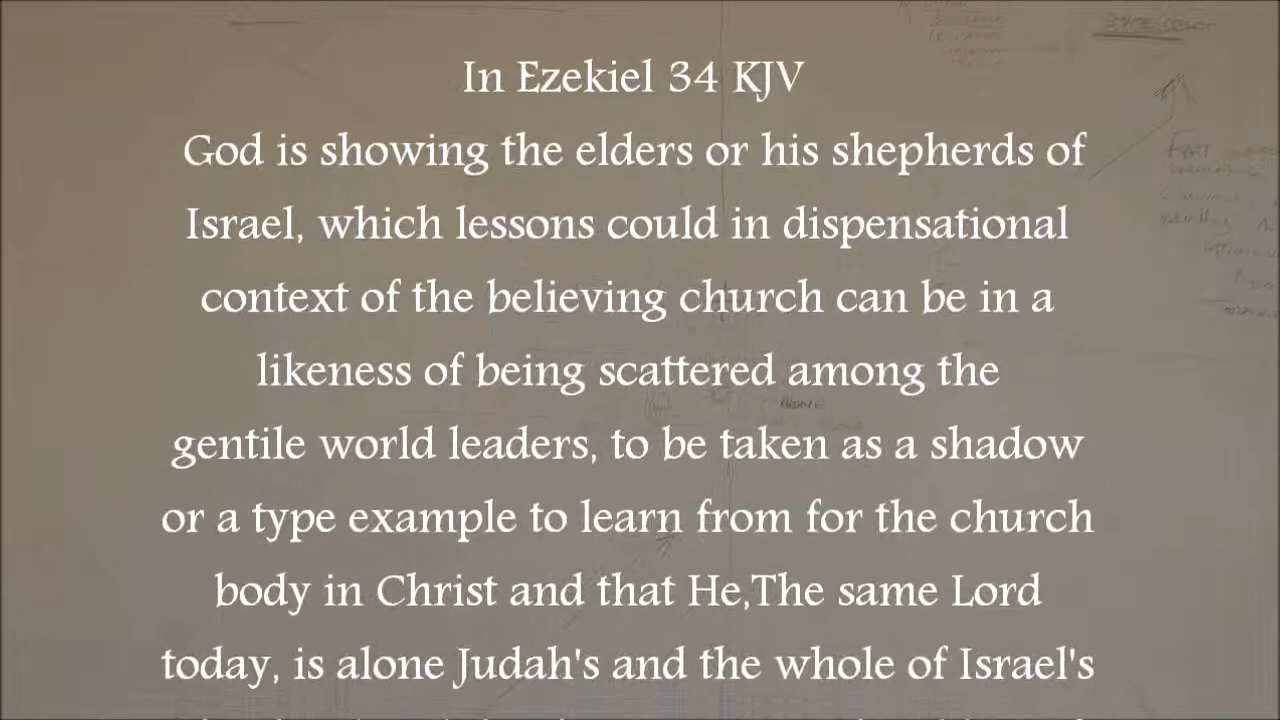 In Ezekiel 34 KJV
God is showing the elders or his shepherds of
Israel, which lessons could in dispensational
context of the believing church can be in a
likeness of being scattered among the
gentile world leaders, to be taken as a shadow
or a type example to learn from for the church
body in Christ and that He,The same Lord
today, is alone Judah's and the whole of Israel's